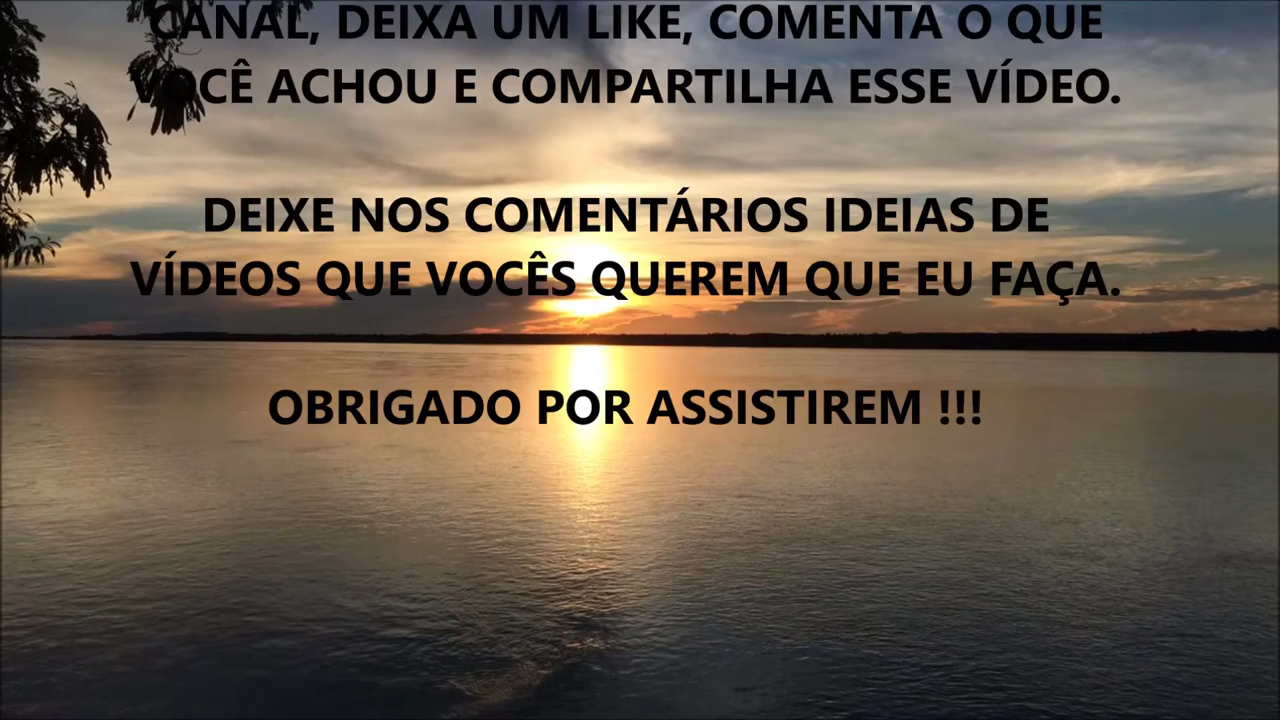 CANAL, DEIXA UM LIKE, COMENTA O QUE
VOCÊ ACHOU E COMPARTILHA ESSE VÍDEO.
DEIXE NOS COMENTÁRIOS IDEIAS DE
VÍDEOS QUE VOCÊS QUEREM QUE EU FAÇA.
OBRIGADO POR ASSISTIREM !!!